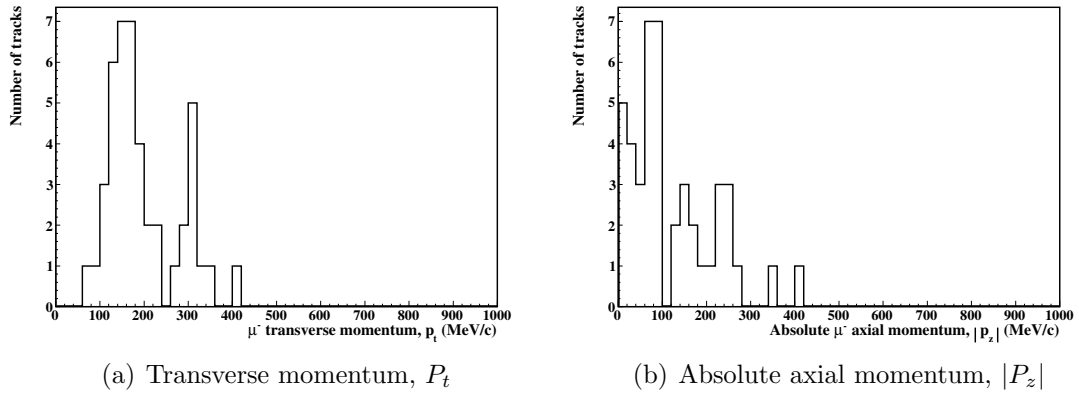 Number of tracks
7
6
5
4
3
2
1
0
0 100 200 300 400 500 600 700 800 900 1000
μ⁻ transverse momentum, pₜ (MeV/c)
(a) Transverse momentum, Pₜ
Number of tracks
7
6
5
4
3
2
1
0
0 100 200 300 400 500 600 700 800 900 1000
Absolute μ⁻ axial momentum, |p_z| (MeV/c)
(b) Absolute axial momentum, |P_z|